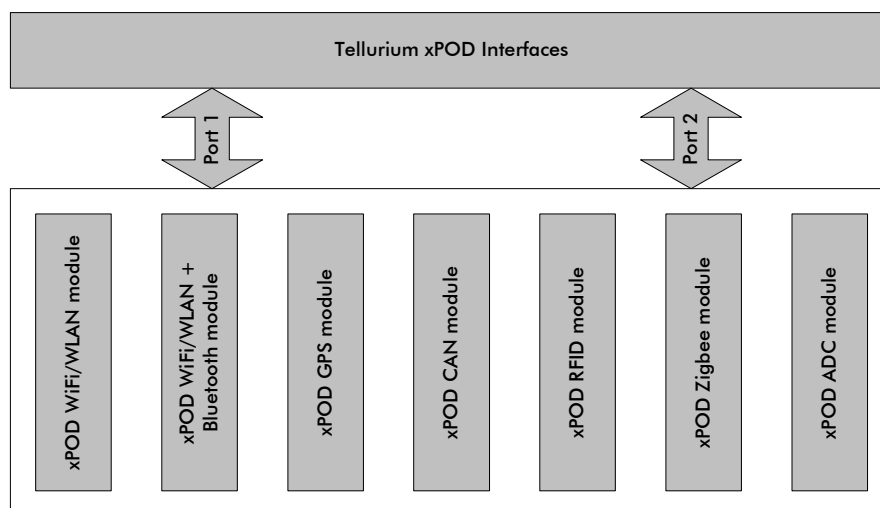 Tellurium xPOD Interfaces
Port 1
Port 2
xPOD WiFi/WLAN module
xPOD WiFi/WLAN +
Bluetooth module
xPOD GPS module
xPOD CAN module
xPOD RFID module
xPOD Zigbee module
xPOD ADC module